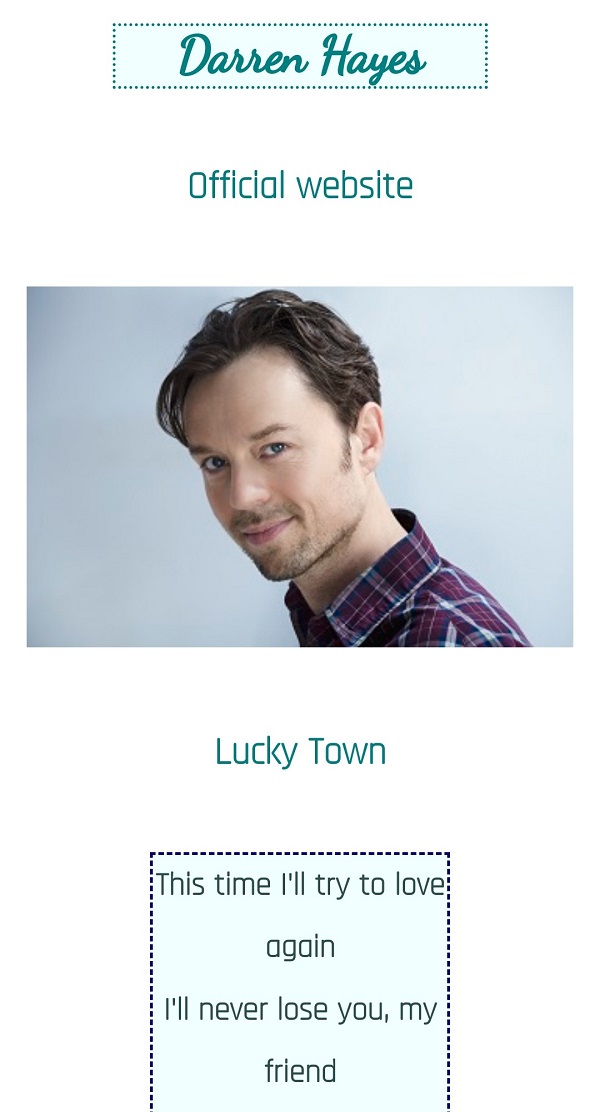 Darren Hayes
Official website
Lucky Town
This time I'll try to love
again
I'll never lose you, my
friend